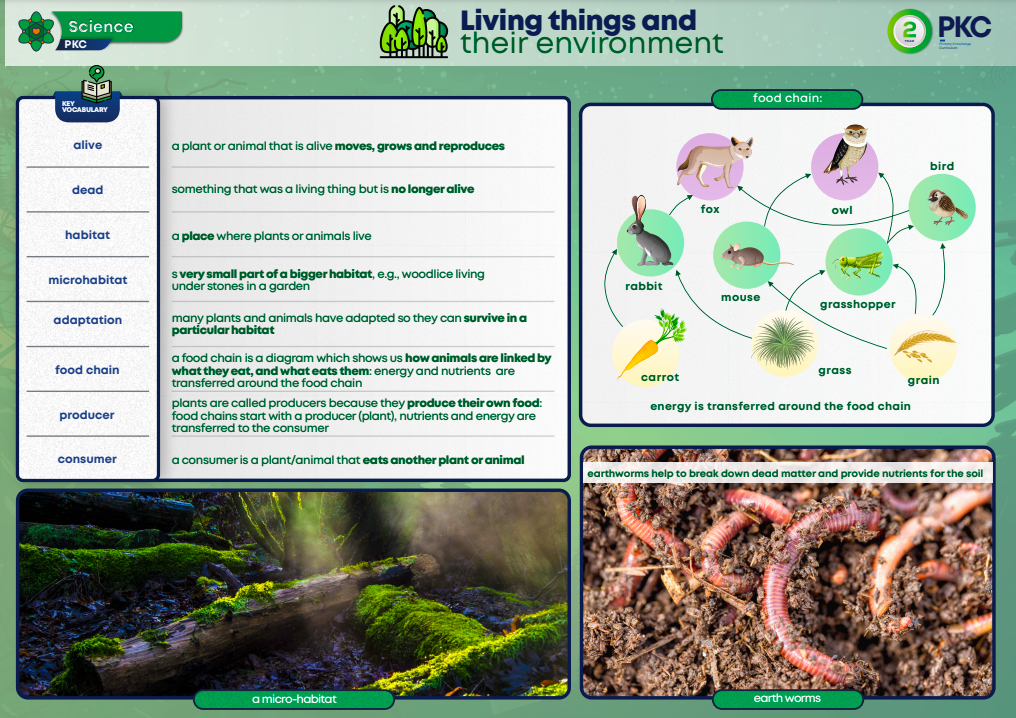 Science
PKC
Living things and
their environment
2
YEAR
PKC
Primary Knowledge
Curriculum
KEY
VOCABULARY
alive
a plant or animal that is alive moves, grows and reproduces
dead
something that was a living thing but is no longer alive
habitat
a place where plants or animals live
microhabitat
s very small part of a bigger habitat, e.g., woodlice living
under stones in a garden
adaptation
many plants and animals have adapted so they can survive in a
particular habitat
food chain
a food chain is a diagram which shows us how animals are linked by
what they eat, and what eats them: energy and nutrients are
transferred around the food chain
producer
plants are called producers because they produce their own food:
food chains start with a producer (plant), nutrients and energy are
transferred to the consumer
consumer
a consumer is a plant/animal that eats another plant or animal
food chain:
bird
fox
owl
rabbit
mouse
grasshopper
carrot
grass
grain
energy is transferred around the food chain
earthworms help to break down dead matter and provide nutrients for the soil
a micro-habitat
earth worms